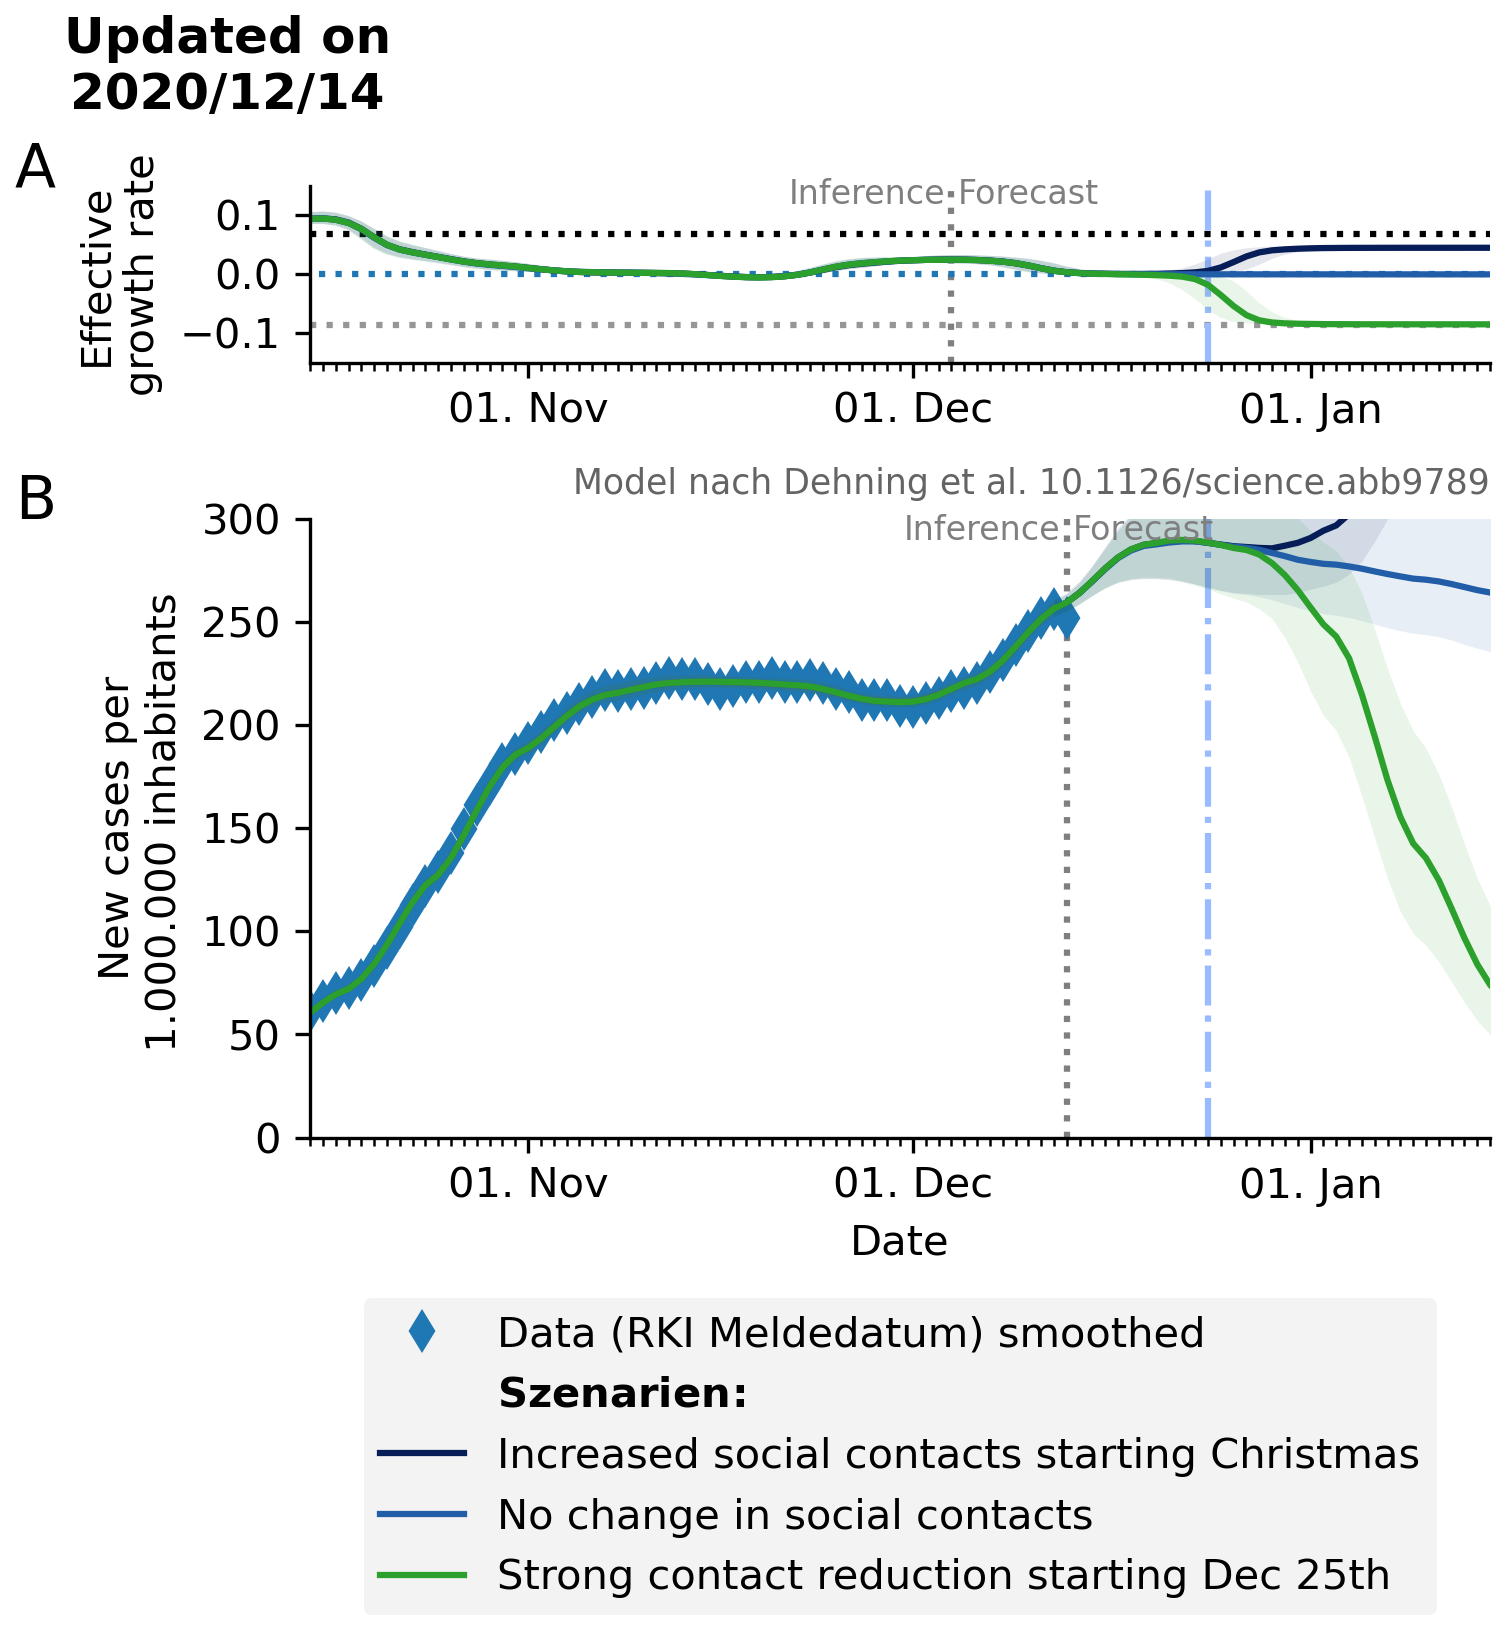 Updated on
2020/12/14
A
Effective
growth rate
0.1
0.0
−0.1
Inference Forecast
01. Nov
01. Dec
01. Jan
B
Model nach Dehning et al. 10.1126/science.abb9789
Inference Forecast
New cases per
1.000.000 inhabitants
300
250
200
150
100
50
0
01. Nov
01. Dec
01. Jan
Date
Data (RKI Meldedatum) smoothed
Szenarien:
Increased social contacts starting Christmas
No change in social contacts
Strong contact reduction starting Dec 25th